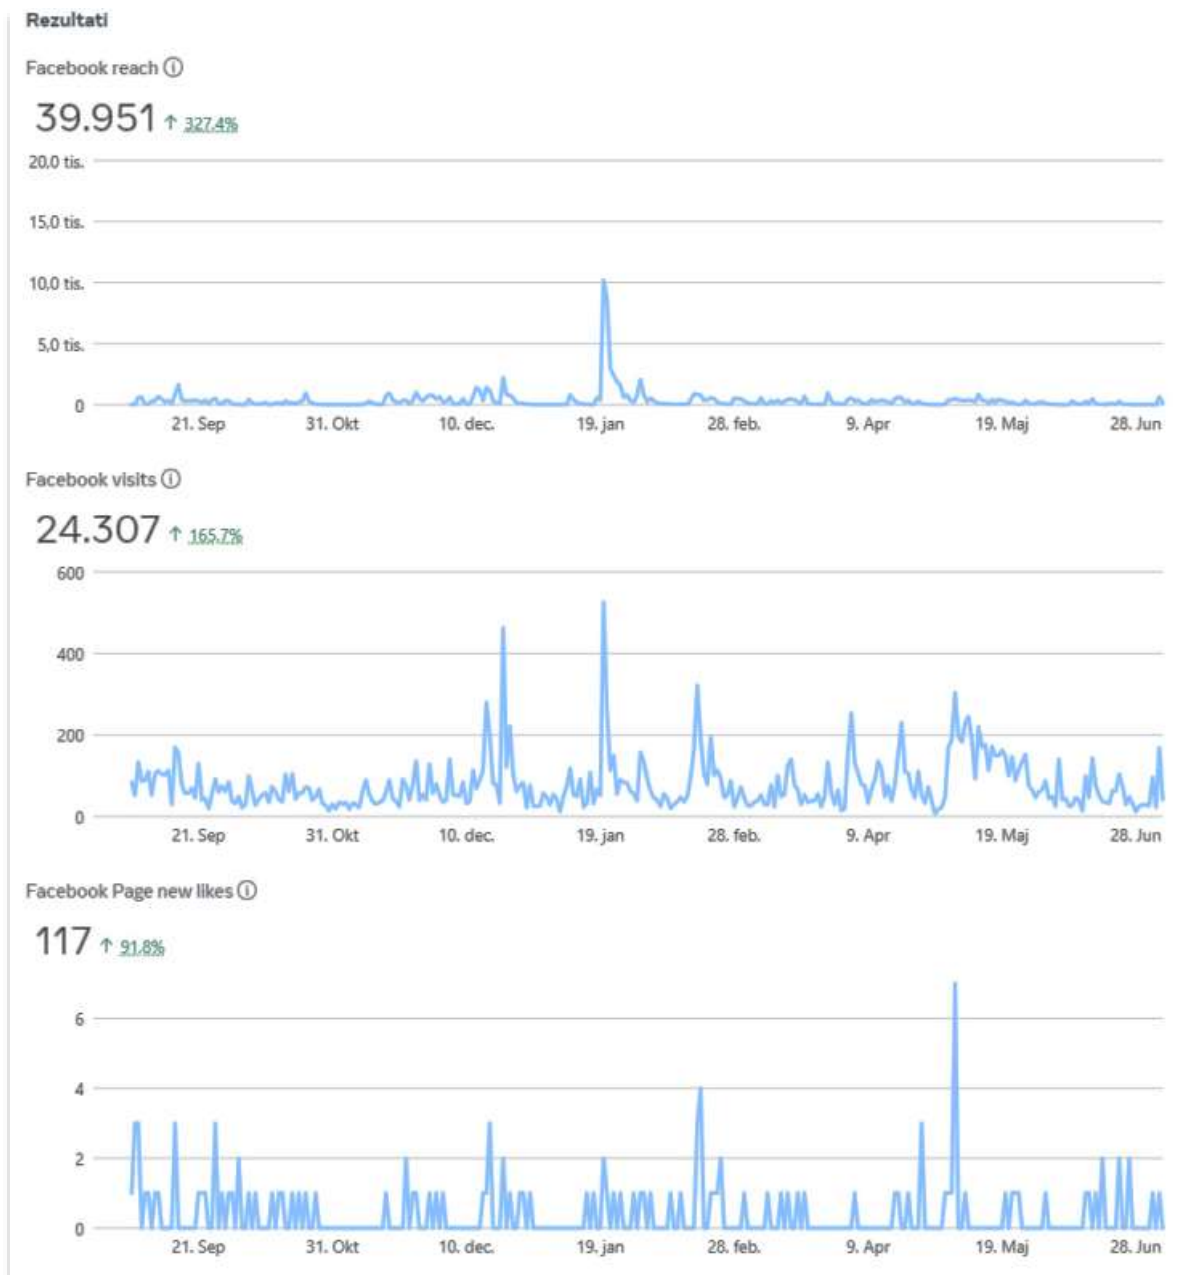 Rezultati
Facebook reach
39.951 ↑ 327.4%
20,0 tis.
15,0 tis.
10,0 tis.
5,0 tis.
0
21. Sep 31. Okt 10. dec. 19. jan 28. feb. 9. Apr 19. Maj 28. Jun
Facebook visits
24.307 ↑ 165.7%
600
400
200
0
21. Sep 31. Okt 10. dec. 19. jan 28. feb. 9. Apr 19. Maj 28. Jun
Facebook Page new likes
117 ↑ 91.8%
6
4
2
0
21. Sep 31. Okt 10. dec. 19. jan 28. feb. 9. Apr 19. Maj 28. Jun